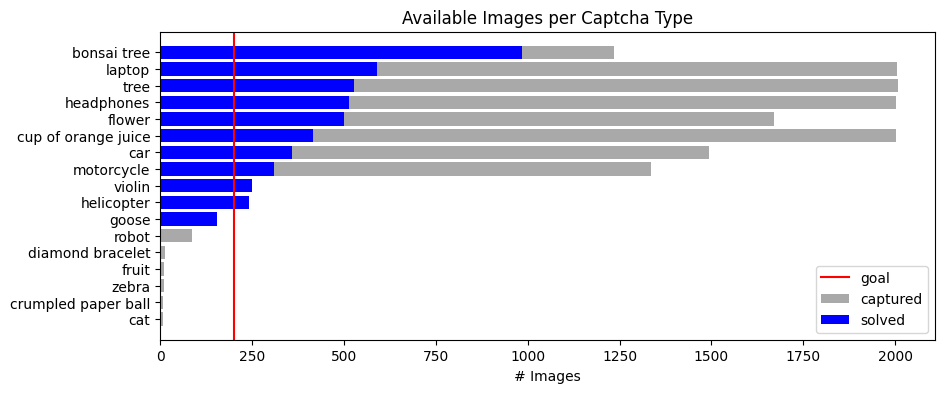 Available Images per Captcha Type
bonsai tree
laptop
tree
headphones
flower
cup of orange juice
car
motorcycle
violin
helicopter
goose
robot
diamond bracelet
fruit
zebra
crumpled paper ball
cat
goal
captured
solved
0 250 500 750 1000 1250 1500 1750 2000
# Images